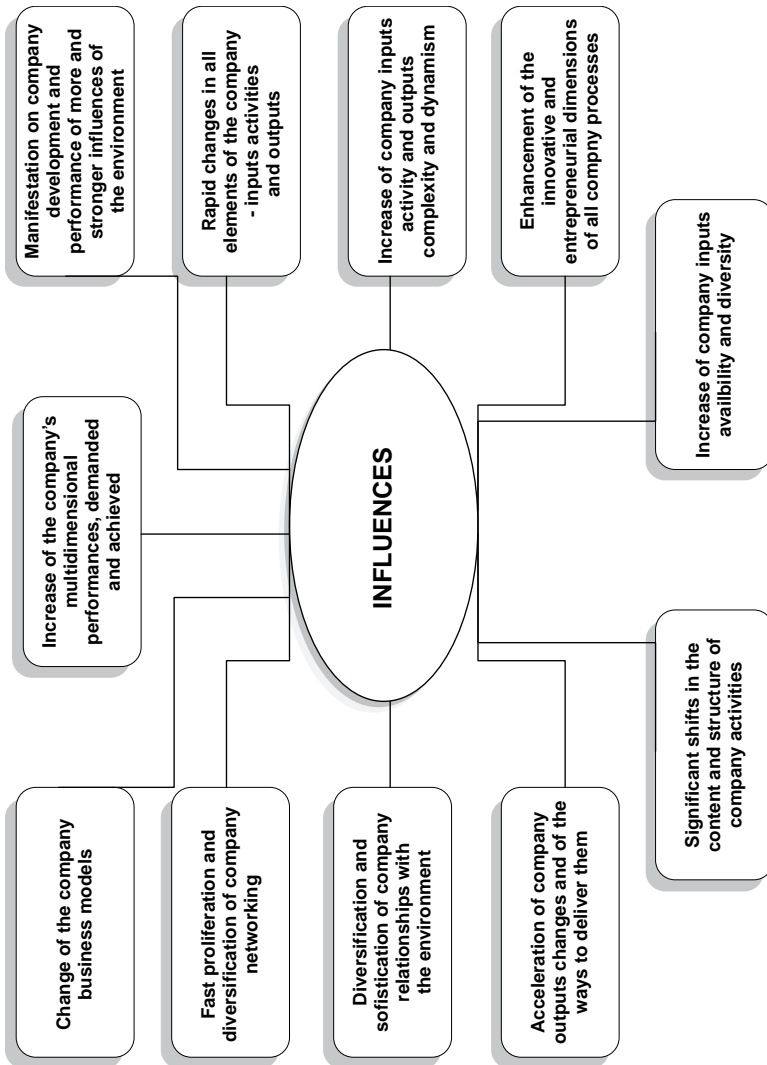 Change of the company
business models
Increase of the company's
multidimensional
performances, demanded
and achieved
Manifestation on company
development and
performance of more and
stronger influences of
the environment
Fast proliferation and
diversification of company
networking
Rapid changes in all
elements of the company
- inputs activities
and outputs
Diversification and
sofistication of company
relationships with
the environment
INFLUENCES
Increase of company inputs
activity and outputs
complexity and dynamism
Acceleration of company
outputs changes and of the
ways to deliver them
Enhancement of the
innovative and
entrepreneurial dimensions
of all compny processes
Significant shifts in the
content and structure of
company activities
Increase of company inputs
availbility and diversity